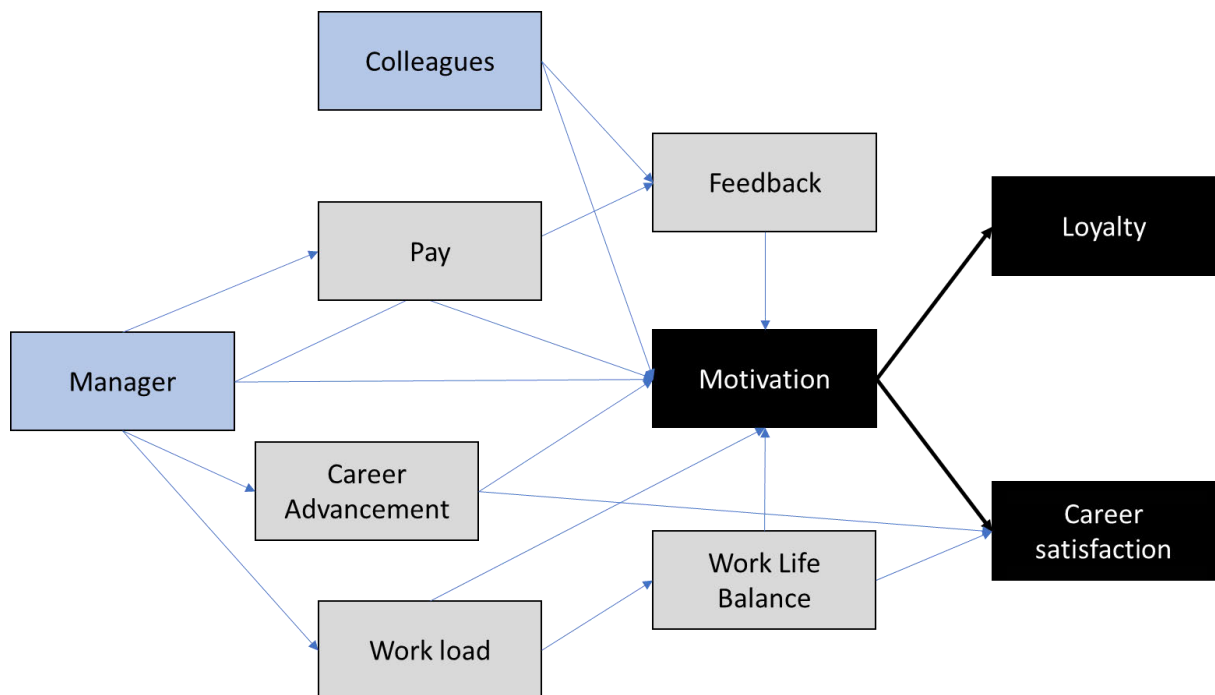 Colleagues
Feedback
Loyalty
Pay
Manager
Motivation
Career
Advancement
Career
satisfaction
Work Life
Balance
Work load